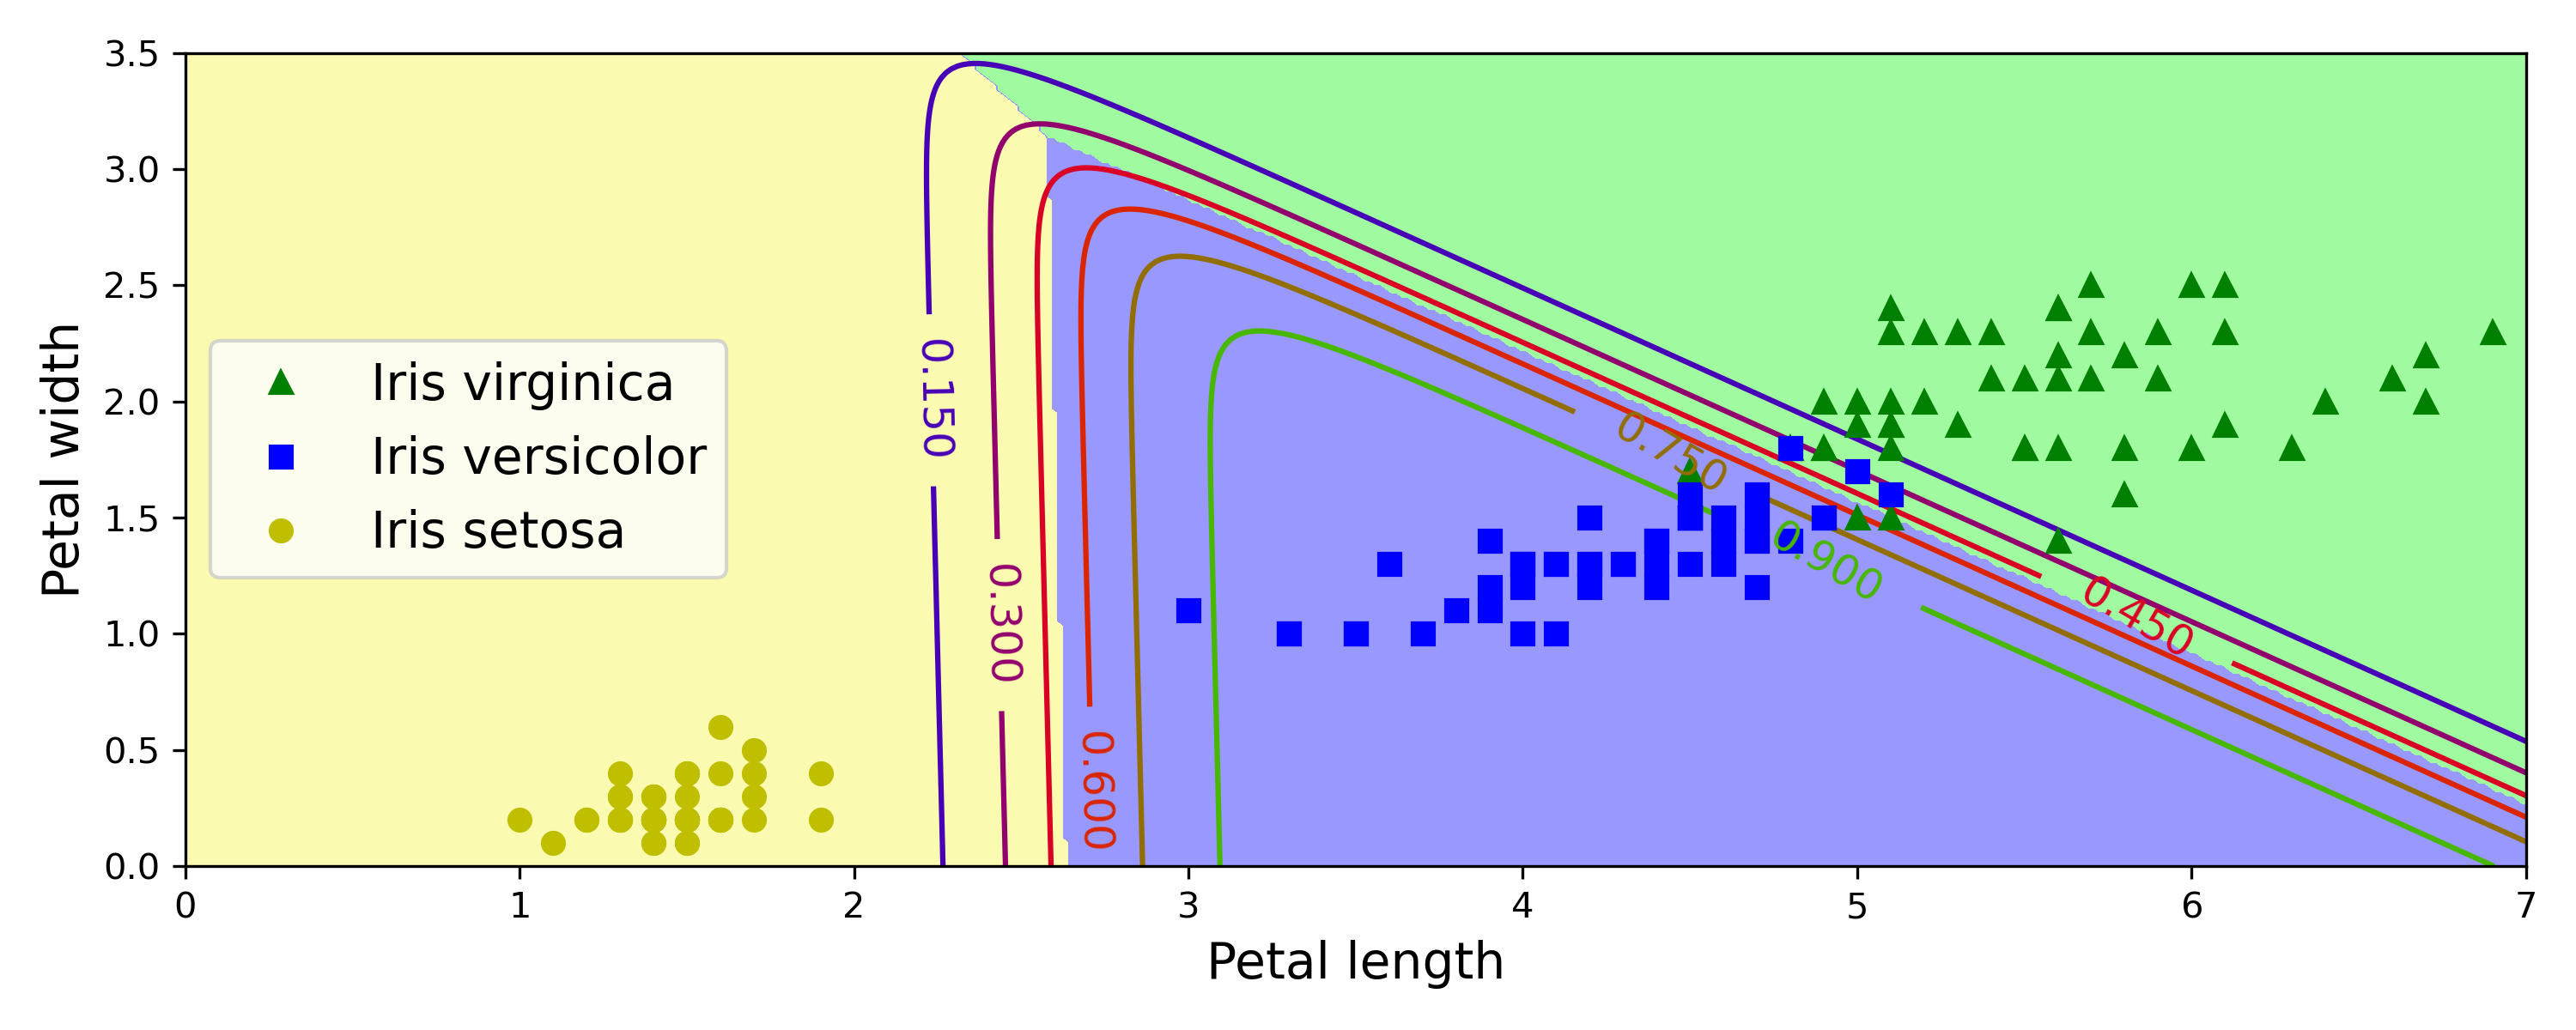 3.5
3.0
2.5
2.0
1.5
1.0
0.5
0.0
Petal width
Iris virginica
Iris versicolor
Iris setosa
0.150
0.300
0.600
0.750
0.900
0.450
0 1 2 3 4 5 6 7
Petal length